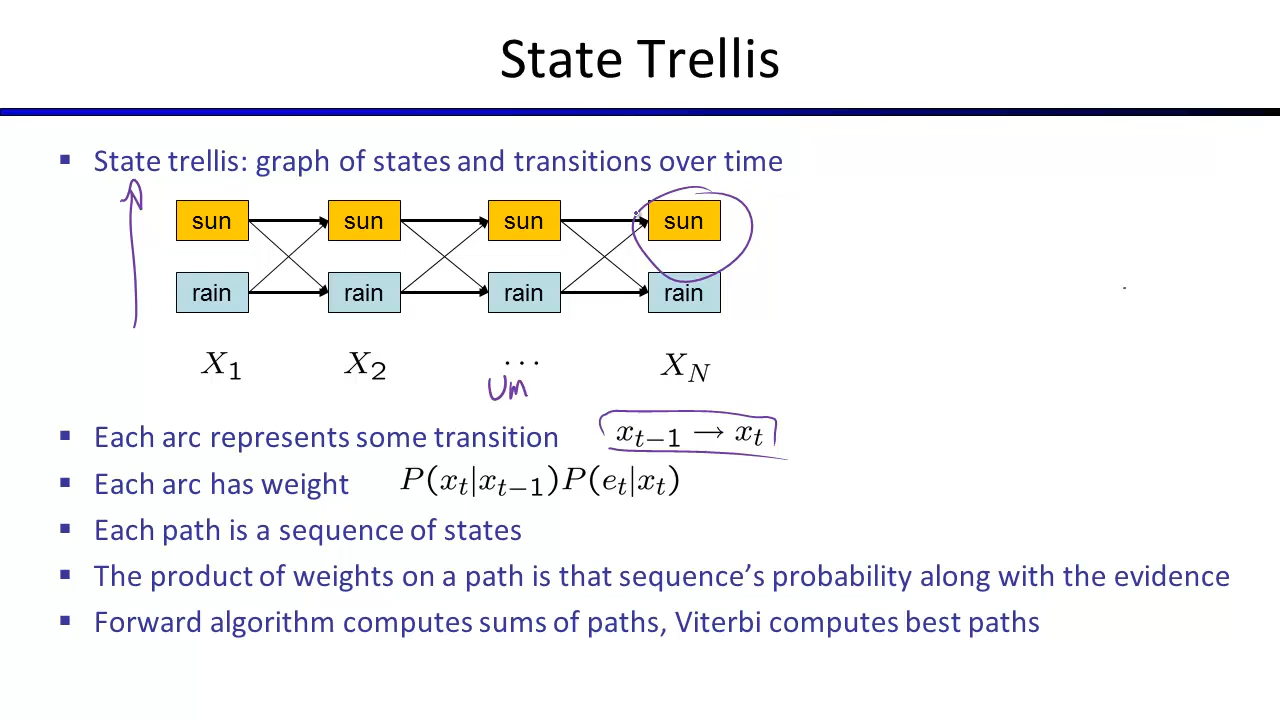 State Trellis
▪ State trellis: graph of states and transitions over time
sun sun sun sun
rain rain rain rain
X₁ X₂ ... X_N
Um
▪ Each arc represents some transition x_{t−1} → x_t
▪ Each arc has weight P(x_t|x_{t−1})P(e_t|x_t)
▪ Each path is a sequence of states
▪ The product of weights on a path is that sequence’s probability along with the evidence
▪ Forward algorithm computes sums of paths, Viterbi computes best paths